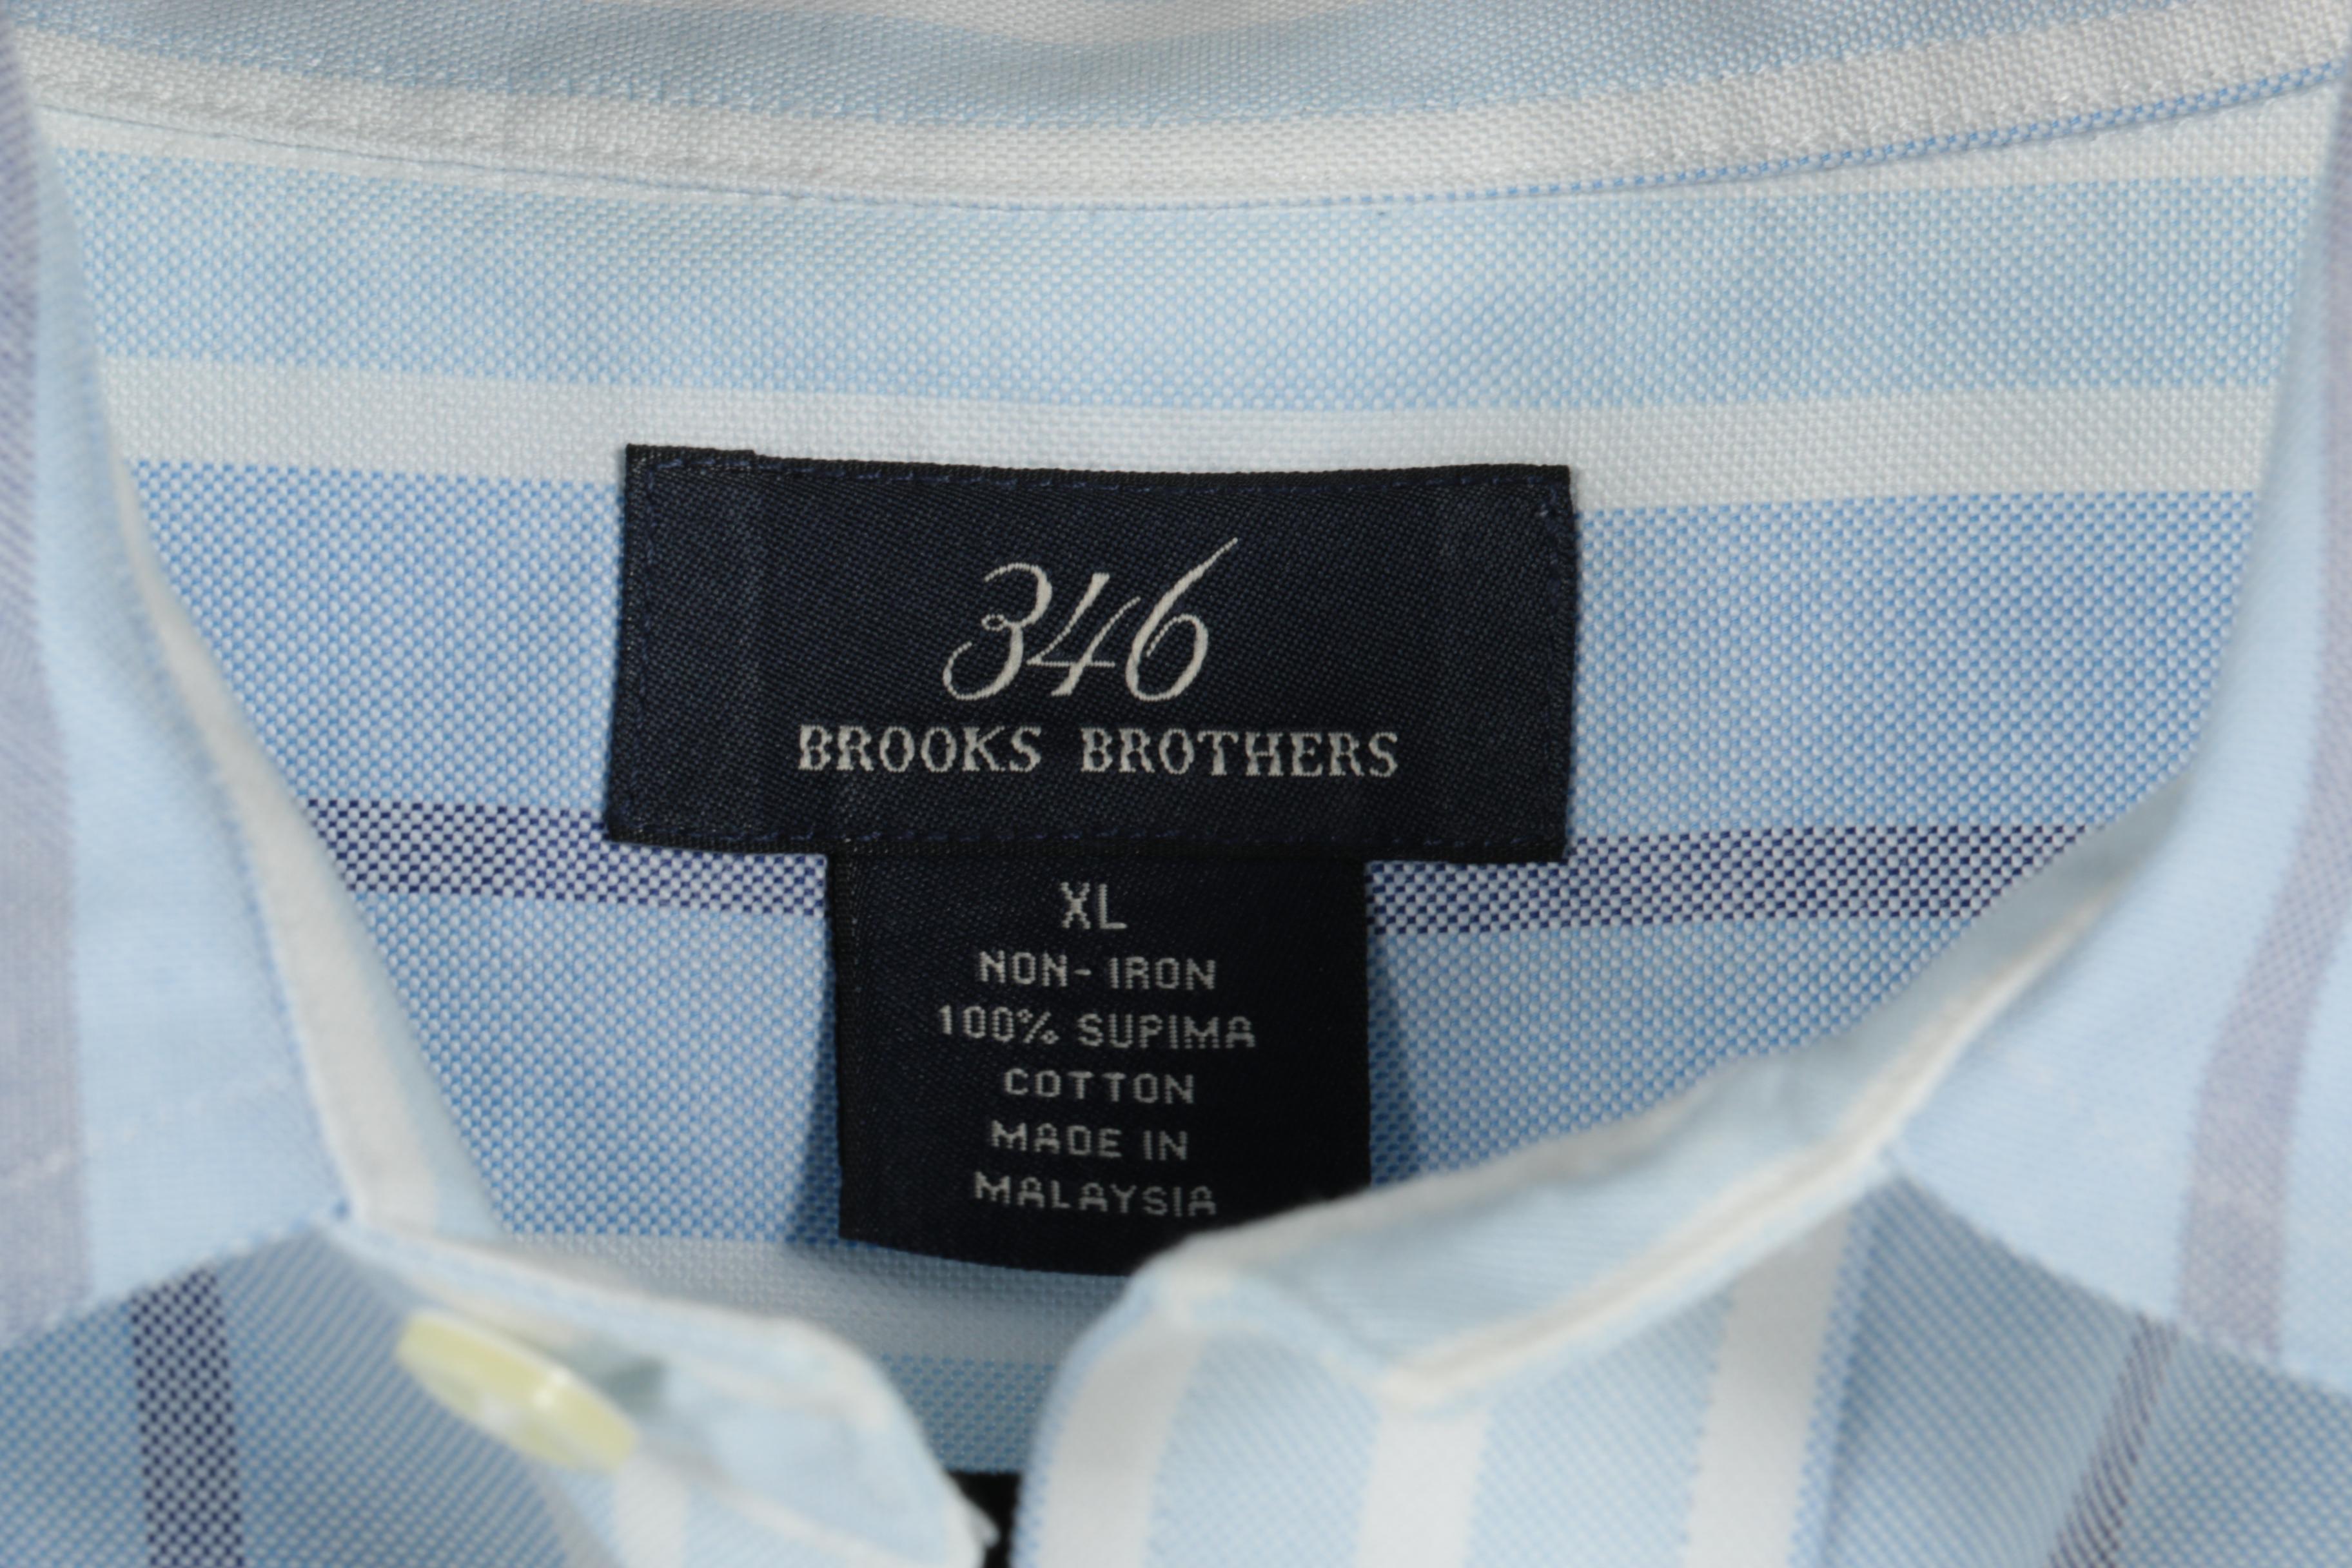 346
BROOKS BROTHERS
XL
NON-IRON
100% SUPIMA
COTTON
MADE IN
MALAYSIA